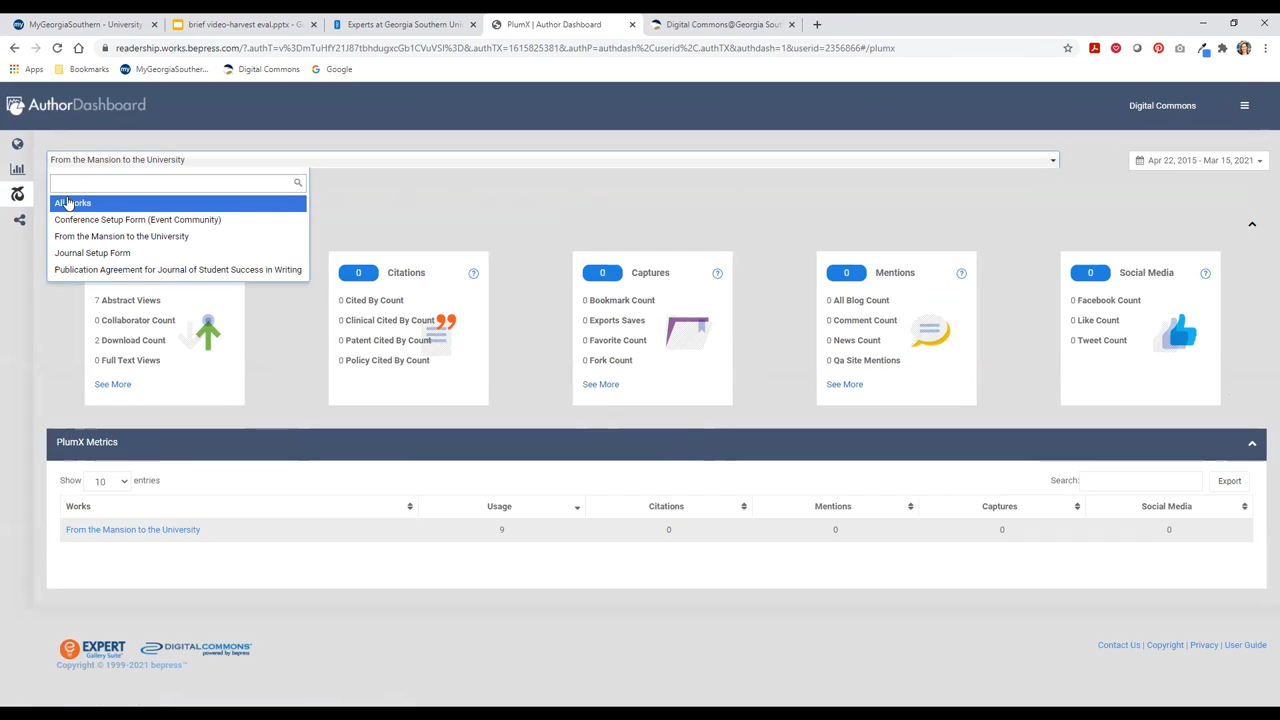 MyGeorgiaSouthern - University
brief video-harvest eval.pptx - G
Experts at Georgia Southern Uni
PlumX | Author Dashboard
Digital Commons@Georgia Sout
readership.works.bepress.com/?.authT=v%3DmTuHfY21J87tbhdugxcGb1CVuVSI%3D&.authTX=1615825381&.authP=authdash%2Cuserid%2C.authTX&authdash=1&userid=2356866#/plumx
Apps Bookmarks MyGeorgiaSouther... Digital Commons Google
AuthorDashboard
Digital Commons
From the Mansion to the University
Apr 22, 2015 - Mar 15, 2021
All Works
Conference Setup Form (Event Community)
From the Mansion to the University
Journal Setup Form
Publication Agreement for Journal of Student Success in Writing
7 Abstract Views
0 Collaborator Count
2 Download Count
0 Full Text Views
See More
0 Citations
0 Cited By Count
0 Clinical Cited By Count
0 Patent Cited By Count
0 Policy Cited By Count
0 Captures
0 Bookmark Count
0 Exports Saves
0 Favorite Count
0 Fork Count
See More
0 Mentions
0 All Blog Count
0 Comment Count
0 News Count
0 Qa Site Mentions
See More
0 Social Media
0 Facebook Count
0 Like Count
0 Tweet Count
PlumX Metrics
Show 10 entries
Search:
Export
Works Usage Citations Mentions Captures Social Media
From the Mansion to the University 9 0 0 0 0
EXPERT
Gallery Suite
DIGITALCOMMONS
powered by bepress
Copyright © 1999-2021 bepress™
Contact Us | Copyright | Privacy | User Guide